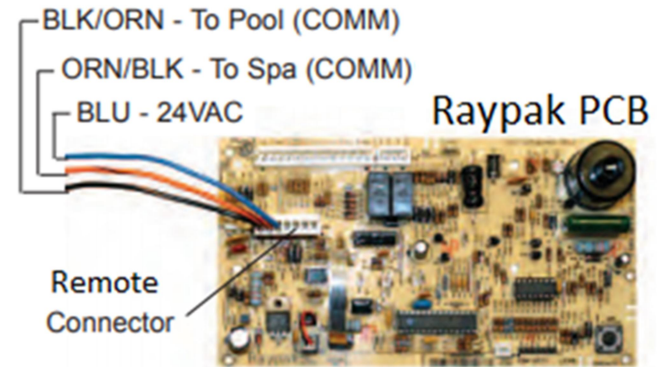 BLK/ORN - To Pool (COMM)
ORN/BLK - To Spa (COMM)
BLU - 24VAC
Raypak PCB
Remote
Connector